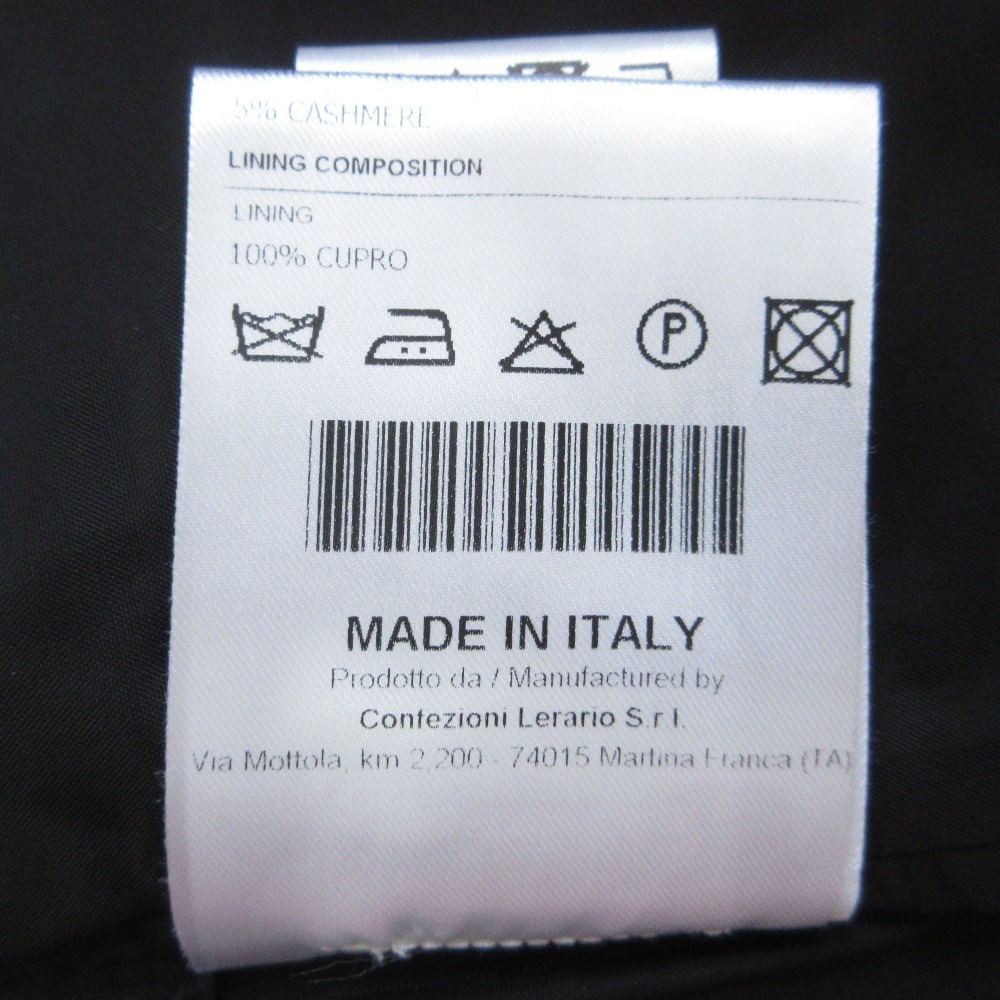 5% CASHMERE
LINING COMPOSITION
LINING
100% CUPRO
P
MADE IN ITALY
Prodotto da / Manufactured by
Confezioni Lerario S.r.l.
Via Mottola, km 2,200 - 74015 Martina Franca (TA)